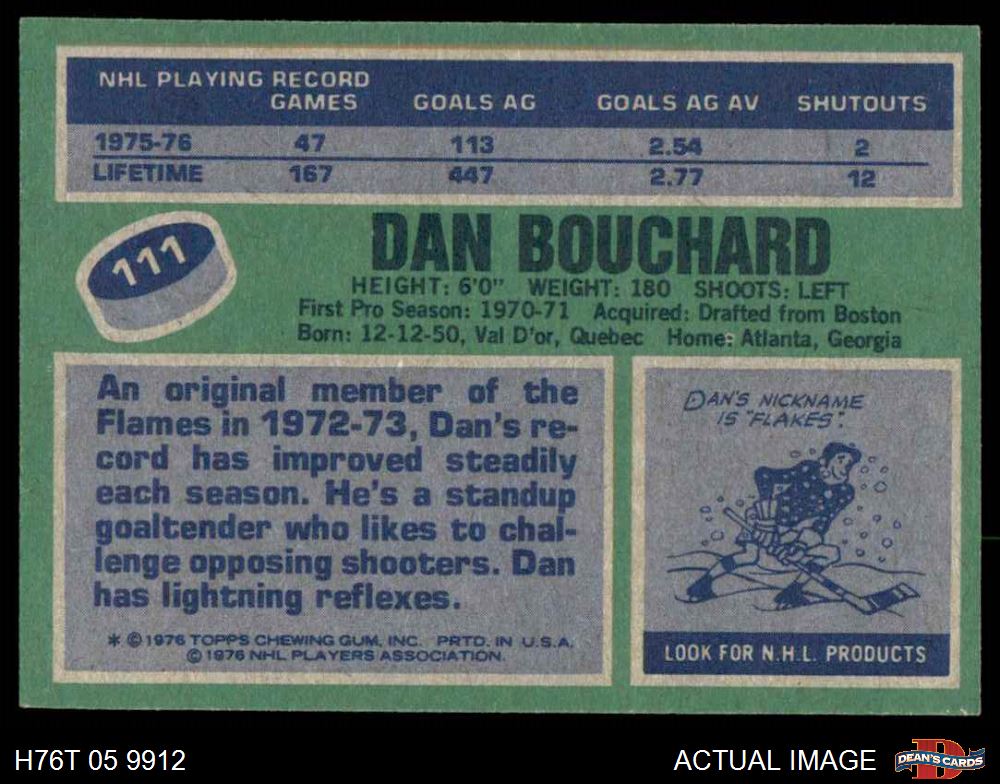 NHL PLAYING RECORD
GAMES GOALS AG GOALS AG AV SHUTOUTS
1975-76 47 113 2.54 2
LIFETIME 167 447 2.77 12
111
DAN BOUCHARD
HEIGHT: 6'0" WEIGHT: 180 SHOOTS: LEFT
First Pro Season: 1970-71 Acquired: Drafted from Boston
Born: 12-12-50, Val D'or, Quebec Home: Atlanta, Georgia
An original member of the
Flames in 1972-73, Dan's re-
cord has improved steadily
each season. He's a standup
goaltender who likes to chal-
lenge opposing shooters. Dan
has lightning reflexes.
* © 1976 TOPPS CHEWING GUM, INC. PRTD. IN U.S.A.
© 1976 NHL PLAYERS ASSOCIATION.
DAN'S NICKNAME
IS "FLAKES".
LOOK FOR N.H.L. PRODUCTS
H76T 05 9912
ACTUAL IMAGE
D
DEAN'S CARDS